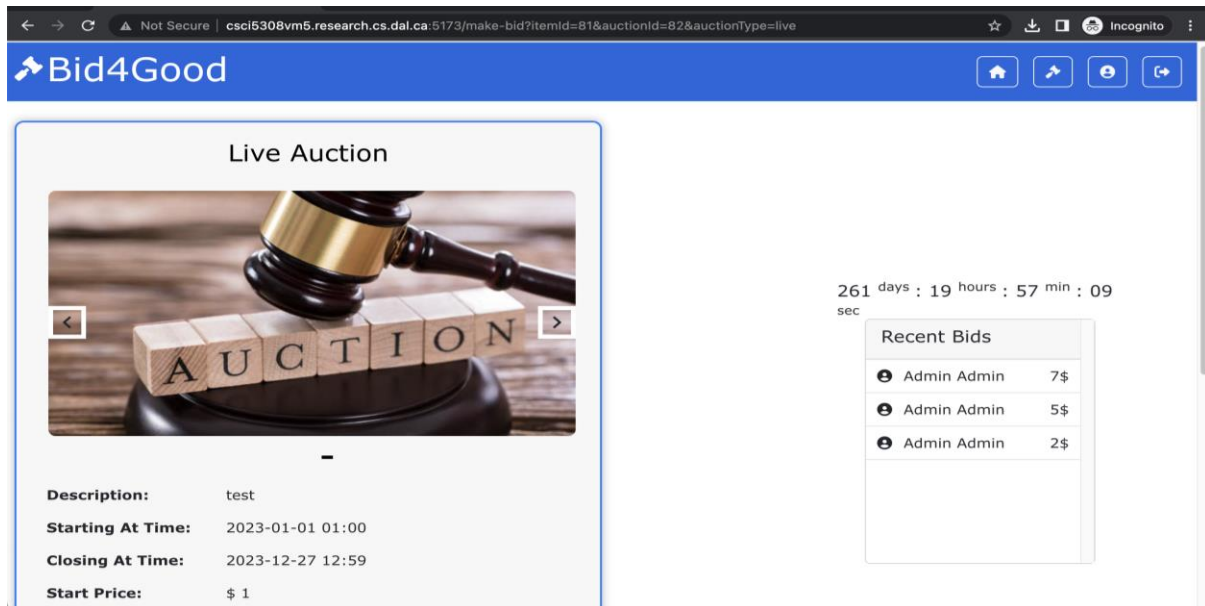 Not Secure | csci5308vm5.research.cs.dal.ca:5173/make-bid?itemId=81&auctionId=82&auctionType=live
Incognito
Bid4Good
Live Auction
AUCTION
Description: test
Starting At Time: 2023-01-01 01:00
Closing At Time: 2023-12-27 12:59
Start Price: $ 1
261 days : 19 hours : 57 min : 09
sec
Recent Bids
Admin Admin 7$
Admin Admin 5$
Admin Admin 2$